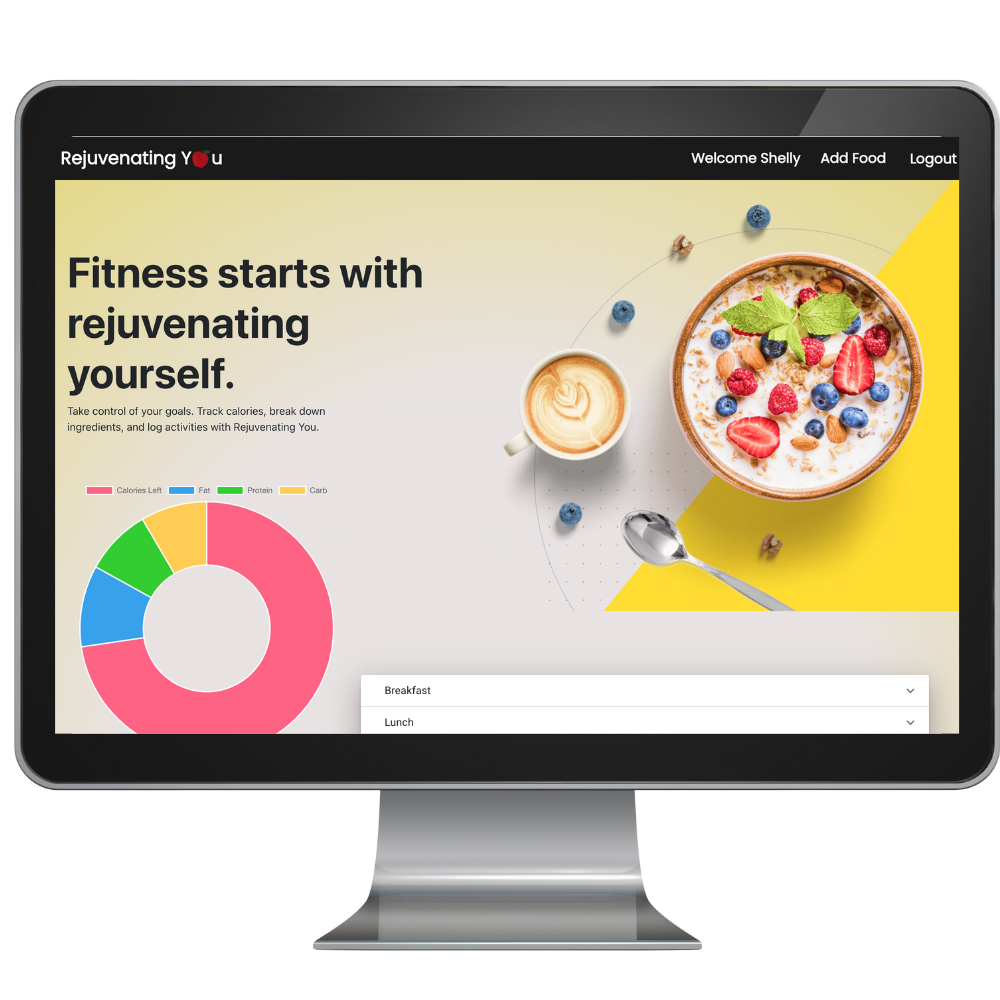 Rejuvenating You
Welcome Shelly Add Food Logout
Fitness starts with
rejuvenating
yourself.
Take control of your goals. Track calories, break down
ingredients, and log activities with Rejuvenating You.
Calories Left Fat Protein Carb
Breakfast
Lunch